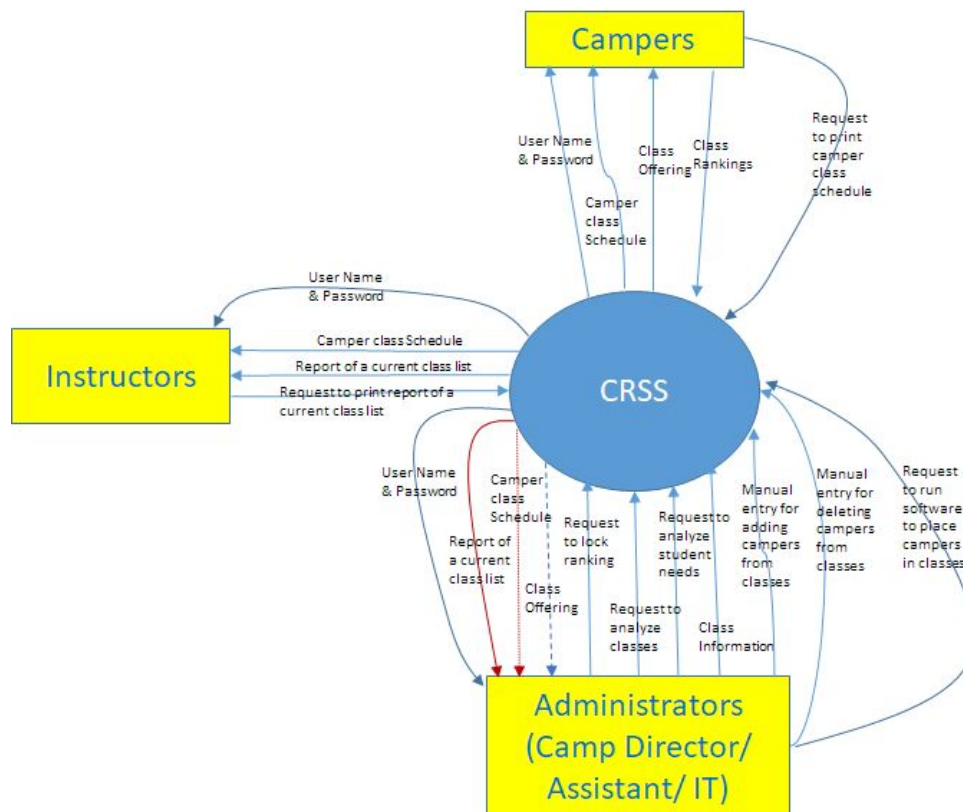 Campers
User Name
& Password
Camper
class
Schedule
Class
Offering
Class
Rankings
Request
to print
camper
class
schedule
User Name
& Password
Instructors
Camper class Schedule
Report of a current class list
Request to print report of a
current class list
CRSS
User Name
& Password
Report of
a current
class list
Camper
class
Schedule
Class
Offering
Request
to lock
ranking
Request to
analyze
classes
Request to
analyze
student
needs
Class
Information
Manual
entry for
adding
campers
from
classes
Manual
entry for
deleting
campers
from
classes
Request
to run
software
to place
campers
in classes
Administrators
(Camp Director/
Assistant/ IT)